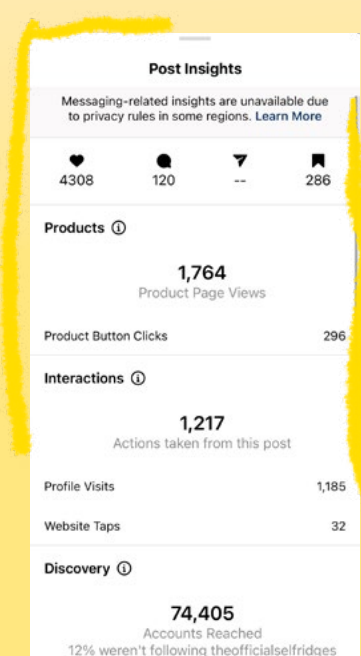 Post Insights
Messaging-related insights are unavailable due
to privacy rules in some regions. Learn More
4308 120 -- 286
Products
1,764
Product Page Views
Product Button Clicks 296
Interactions
1,217
Actions taken from this post
Profile Visits 1,185
Website Taps 32
Discovery
74,405
Accounts Reached
12% weren't following theofficialselfridges